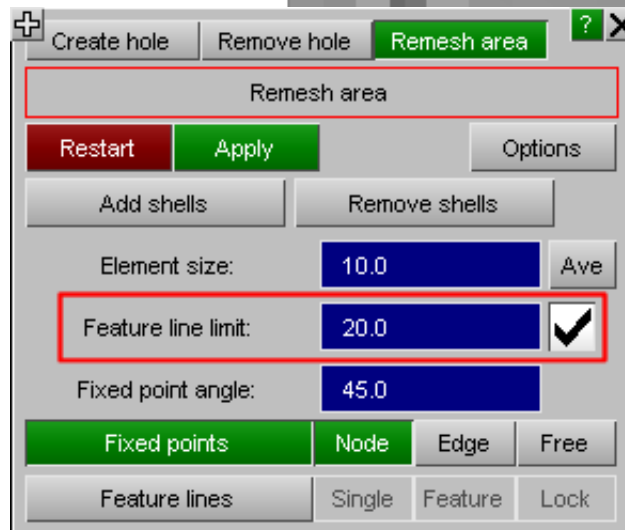 Create hole Remove hole Remesh area ? X
Remesh area
Restart Apply Options
Add shells Remove shells
Element size: 10.0 Ave
Feature line limit: 20.0
Fixed point angle: 45.0
Fixed points Node Edge Free
Feature lines Single Feature Lock